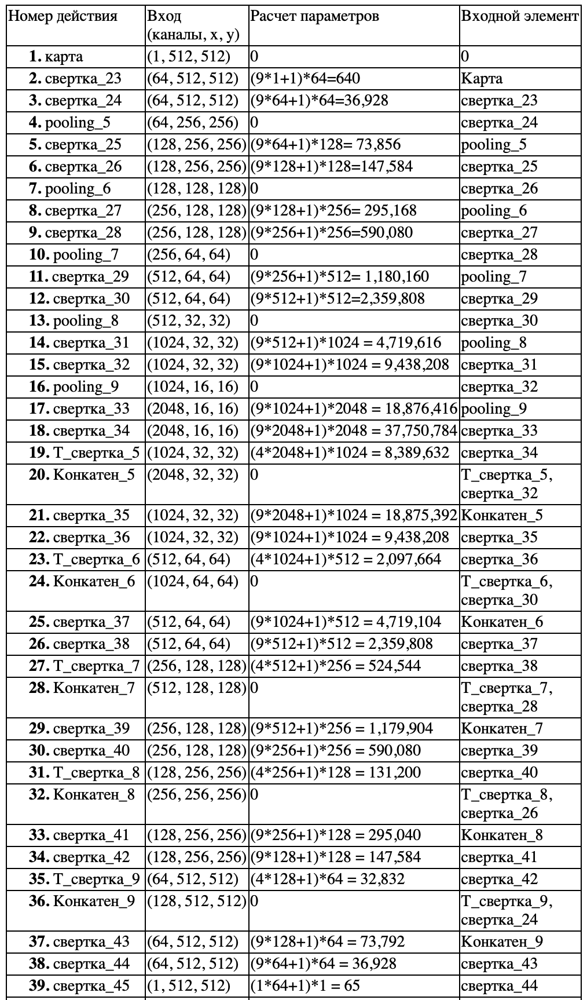 Номер действия Вход Расчет параметров Входной элемент
(каналы, x, y)
1. карта (1, 512, 512) 0 0
2. свертка_23 (64, 512, 512) (9*1+1)*64=640 Карта
3. свертка_24 (64, 512, 512) (9*64+1)*64=36,928 свертка_23
4. pooling_5 (64, 256, 256) 0 свертка_24
5. свертка_25 (128, 256, 256) (9*64+1)*128= 73,856 pooling_5
6. свертка_26 (128, 256, 256) (9*128+1)*128=147,584 свертка_25
7. pooling_6 (128, 128, 128) 0 свертка_26
8. свертка_27 (256, 128, 128) (9*128+1)*256= 295,168 pooling_6
9. свертка_28 (256, 128, 128) (9*256+1)*256=590,080 свертка_27
10. pooling_7 (256, 64, 64) 0 свертка_28
11. свертка_29 (512, 64, 64) (9*256+1)*512= 1,180,160 pooling_7
12. свертка_30 (512, 64, 64) (9*512+1)*512=2,359,808 свертка_29
13. pooling_8 (512, 32, 32) 0 свертка_30
14. свертка_31 (1024, 32, 32) (9*512+1)*1024 = 4,719,616 pooling_8
15. свертка_32 (1024, 32, 32) (9*1024+1)*1024 = 9,438,208 свертка_31
16. pooling_9 (1024, 16, 16) 0 свертка_32
17. свертка_33 (2048, 16, 16) (9*1024+1)*2048 = 18,876,416 pooling_9
18. свертка_34 (2048, 16, 16) (9*2048+1)*2048 = 37,750,784 свертка_33
19. Т_свертка_5 (1024, 32, 32) (4*2048+1)*1024 = 8,389,632 свертка_34
20. Конкатен_5 (2048, 32, 32) 0 Т_свертка_5,
свертка_32
21. свертка_35 (1024, 32, 32) (9*2048+1)*1024 = 18,875,392 Конкатен_5
22. свертка_36 (1024, 32, 32) (9*1024+1)*1024 = 9,438,208 свертка_35
23. Т_свертка_6 (512, 64, 64) (4*1024+1)*512 = 2,097,664 свертка_36
24. Конкатен_6 (1024, 64, 64) 0 Т_свертка_6,
свертка_30
25. свертка_37 (512, 64, 64) (9*1024+1)*512 = 4,719,104 Конкатен_6
26. свертка_38 (512, 64, 64) (9*512+1)*512 = 2,359,808 свертка_37
27. Т_свертка_7 (256, 128, 128) (4*512+1)*256 = 524,544 свертка_38
28. Конкатен_7 (512, 128, 128) 0 Т_свертка_7,
свертка_28
29. свертка_39 (256, 128, 128) (9*512+1)*256 = 1,179,904 Конкатен_7
30. свертка_40 (256, 128, 128) (9*256+1)*256 = 590,080 свертка_39
31. Т_свертка_8 (128, 256, 256) (4*256+1)*128 = 131,200 свертка_40
32. Конкатен_8 (256, 256, 256) 0 Т_свертка_8,
свертка_26
33. свертка_41 (128, 256, 256) (9*256+1)*128 = 295,040 Конкатен_8
34. свертка_42 (128, 256, 256) (9*128+1)*128 = 147,584 свертка_41
35. Т_свертка_9 (64, 512, 512) (4*128+1)*64 = 32,832 свертка_42
36. Конкатен_9 (128, 512, 512) 0 Т_свертка_9,
свертка_24
37. свертка_43 (64, 512, 512) (9*128+1)*64 = 73,792 Конкатен_9
38. свертка_44 (64, 512, 512) (9*64+1)*64 = 36,928 свертка_43
39. свертка_45 (1, 512, 512) (1*64+1)*1 = 65 свертка_44